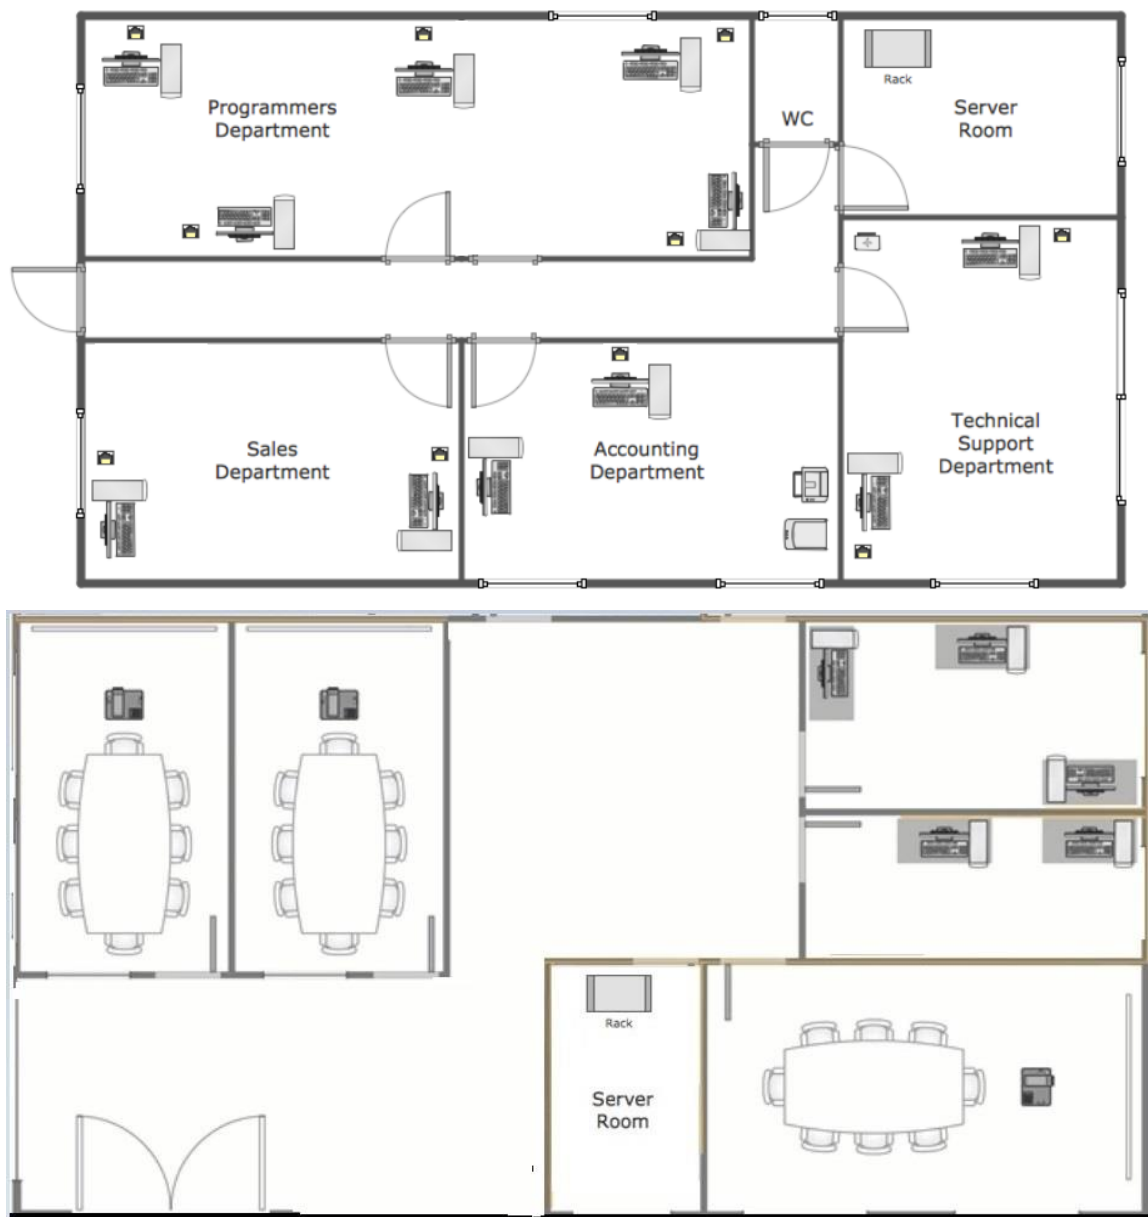 Programmers
Department
WC
Rack
Server
Room
Sales
Department
Accounting
Department
Technical
Support
Department
Rack
Server
Room